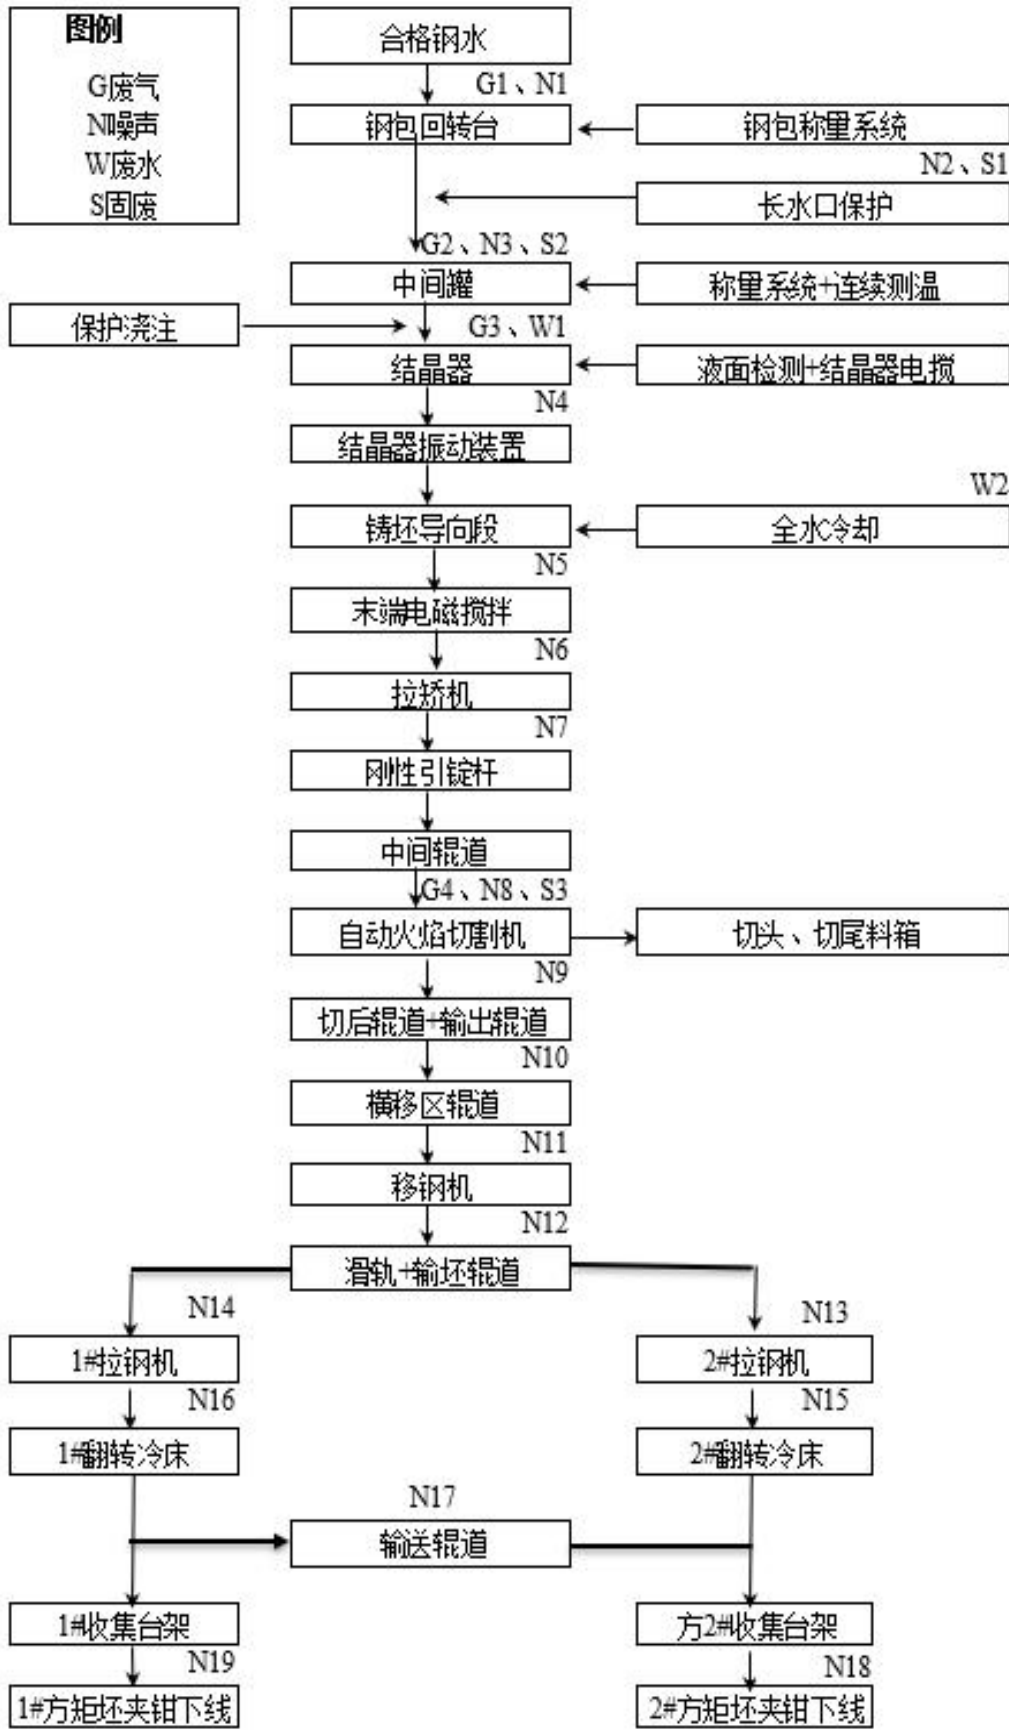 图例
G废气
N噪声
W废水
S固废
合格钢水
G1、N1
钢包回转台
钢包称量系统
N2、S1
长水口保护
G2、N3、S2
中间罐
称量系统+连续测温
保护浇注
G3、W1
结晶器
液面检测+结晶器电搅
N4
结晶器振动装置
W2
铸坯导向段
全水冷却
N5
末端电磁搅拌
N6
拉矫机
N7
刚性引锭杆
中间辊道
G4、N8、S3
自动火焰切割机
切头、切尾料箱
N9
切后辊道+输出辊道
N10
横移区辊道
N11
移钢机
N12
滑轨+输坯辊道
N14
N13
1#拉钢机
2#拉钢机
N16
N15
1#翻转冷床
2#翻转冷床
N17
输送辊道
1#收集台架
方2#收集台架
N19
N18
1#方矩坯夹钳下线
2#方矩坯夹钳下线